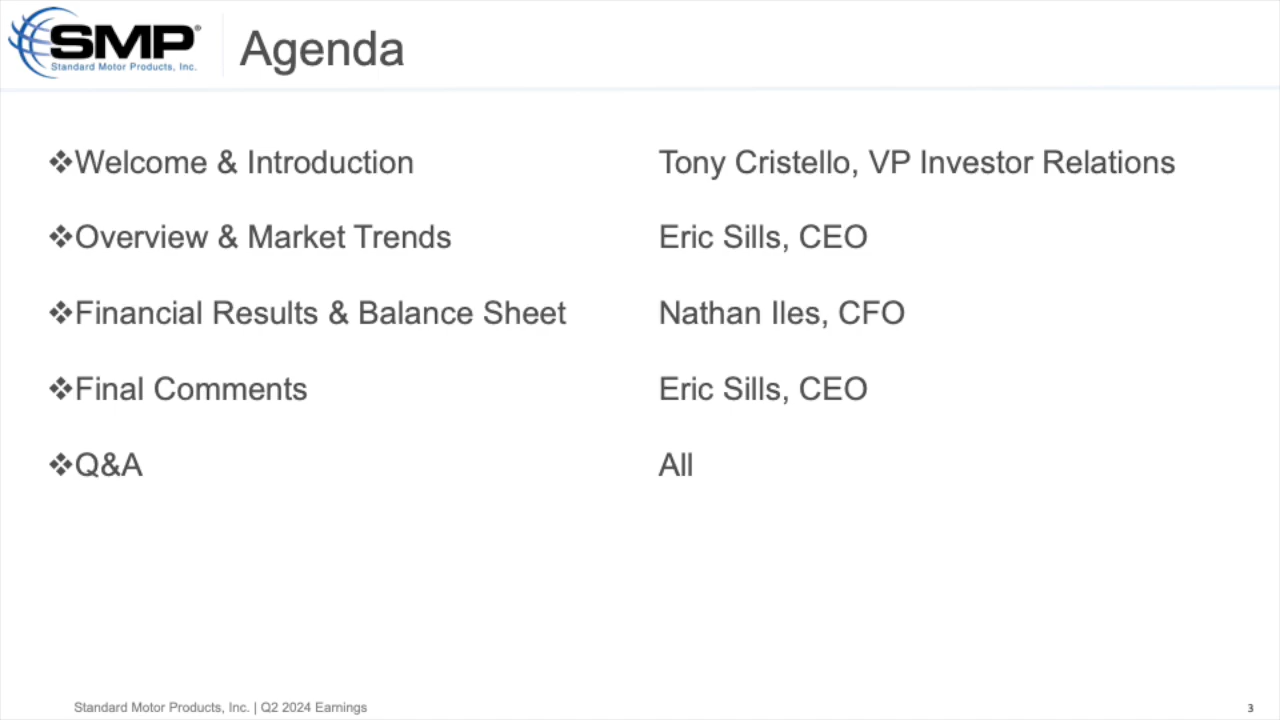 SMP®
Standard Motor Products, Inc.
Agenda
❖Welcome & Introduction Tony Cristello, VP Investor Relations
❖Overview & Market Trends Eric Sills, CEO
❖Financial Results & Balance Sheet Nathan Iles, CFO
❖Final Comments Eric Sills, CEO
❖Q&A All
Standard Motor Products, Inc. | Q2 2024 Earnings 3